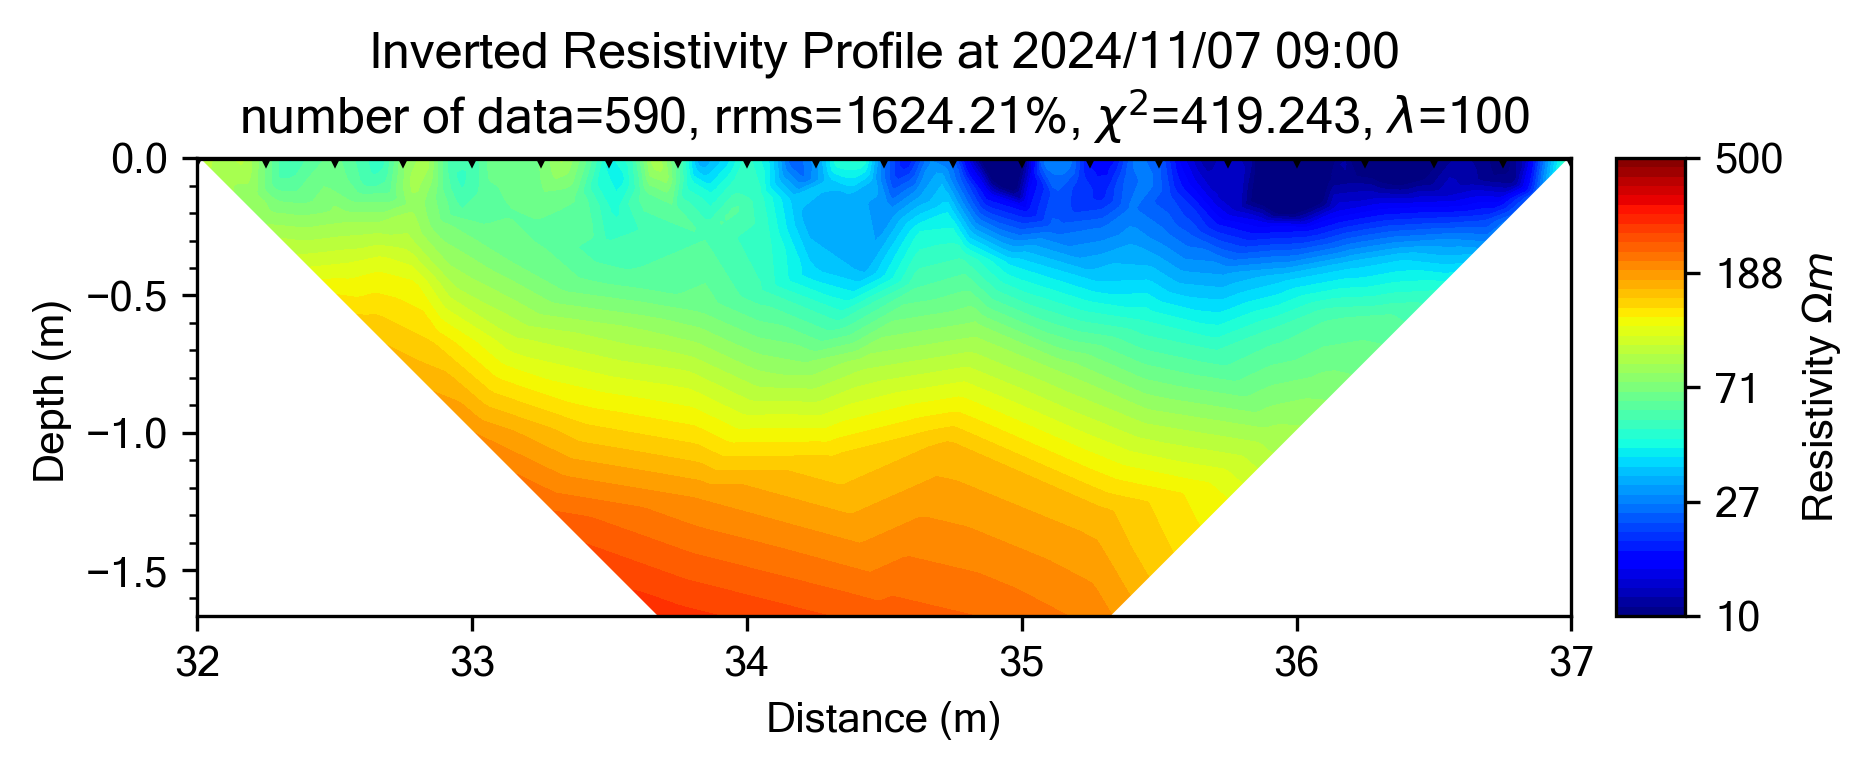 Inverted Resistivity Profile at 2024/11/07 09:00
number of data=590, rrms=1624.21%, χ²=419.243, λ=100
0.0
−0.5
−1.0
−1.5
Depth (m)
32 33 34 35 36 37
Distance (m)
500
188
71
27
10
Resistivity Ωm